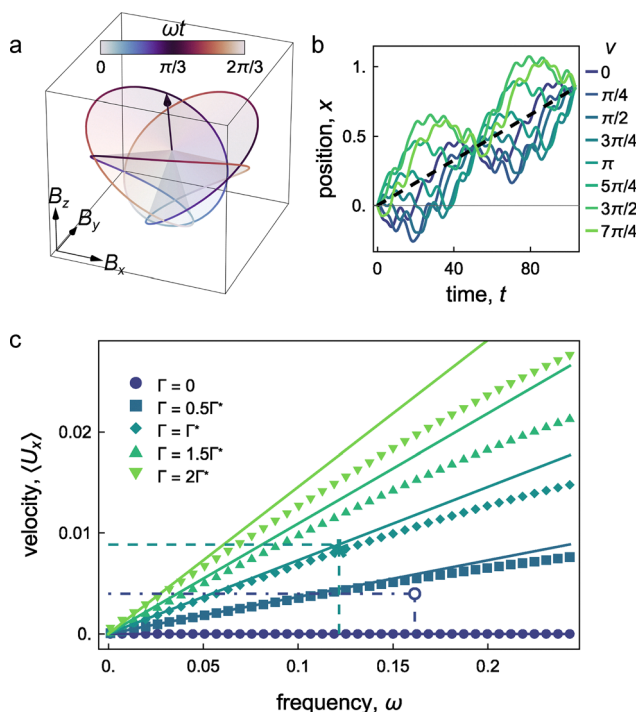 a
ωt
0 π/3 2π/3
B_z
B_y
B_x
b
position, x
1.
0.5
0.
0 40 80
time, t
ν
0
π/4
π/2
3π/4
π
5π/4
3π/2
7π/4
c
velocity, ⟨U_x⟩
0.02
0.01
0.
Γ = 0
Γ = 0.5Γ*
Γ = Γ*
Γ = 1.5Γ*
Γ = 2Γ*
0. 0.05 0.1 0.15 0.2
frequency, ω